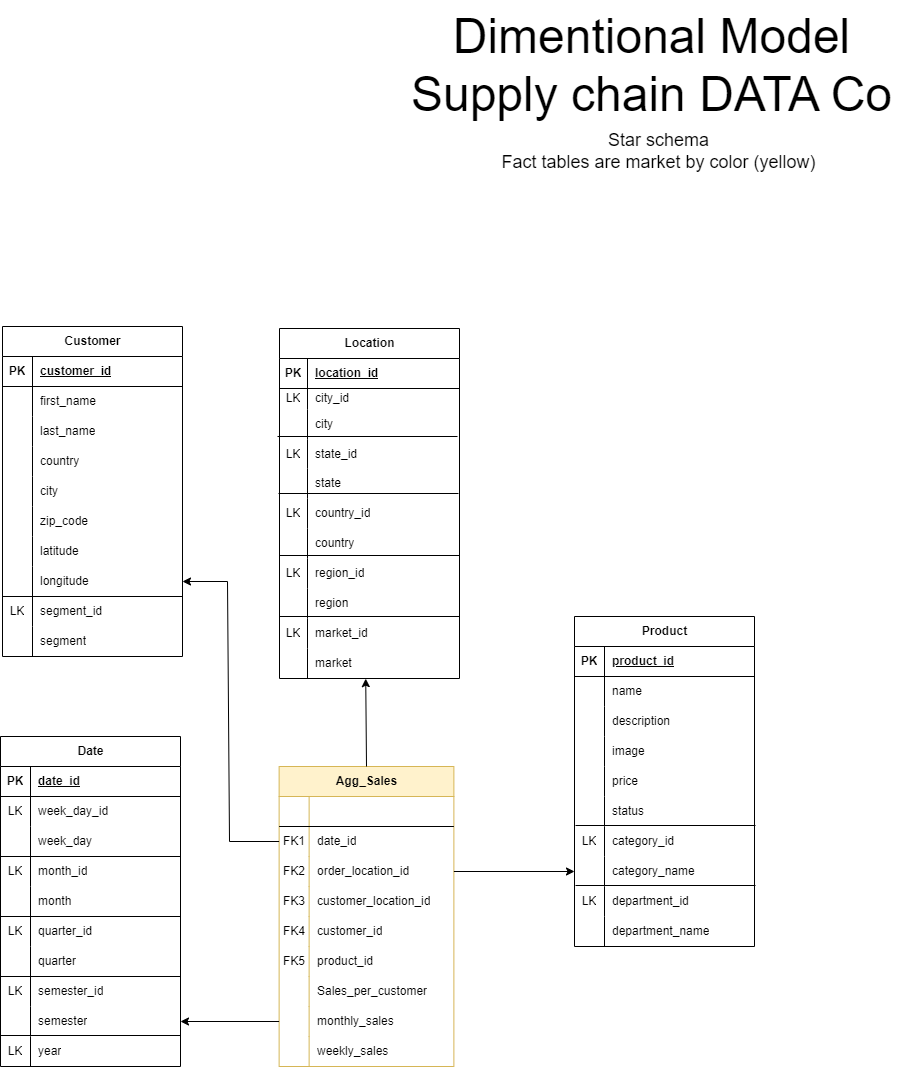 Dimentional Model
Supply chain DATA Co
Star schema
Fact tables are market by color (yellow)
Customer
PK customer_id
first_name
last_name
country
city
zip_code
latitude
longitude
LK segment_id
segment
Location
PK location_id
LK city_id
city
LK state_id
state
LK country_id
country
LK region_id
region
LK market_id
market
Product
PK product_id
name
description
image
price
status
LK category_id
category_name
LK department_id
department_name
Date
PK date_id
LK week_day_id
week_day
LK month_id
month
LK quarter_id
quarter
LK semester_id
semester
LK year
Agg_Sales
FK1 date_id
FK2 order_location_id
FK3 customer_location_id
FK4 customer_id
FK5 product_id
Sales_per_customer
monthly_sales
weekly_sales